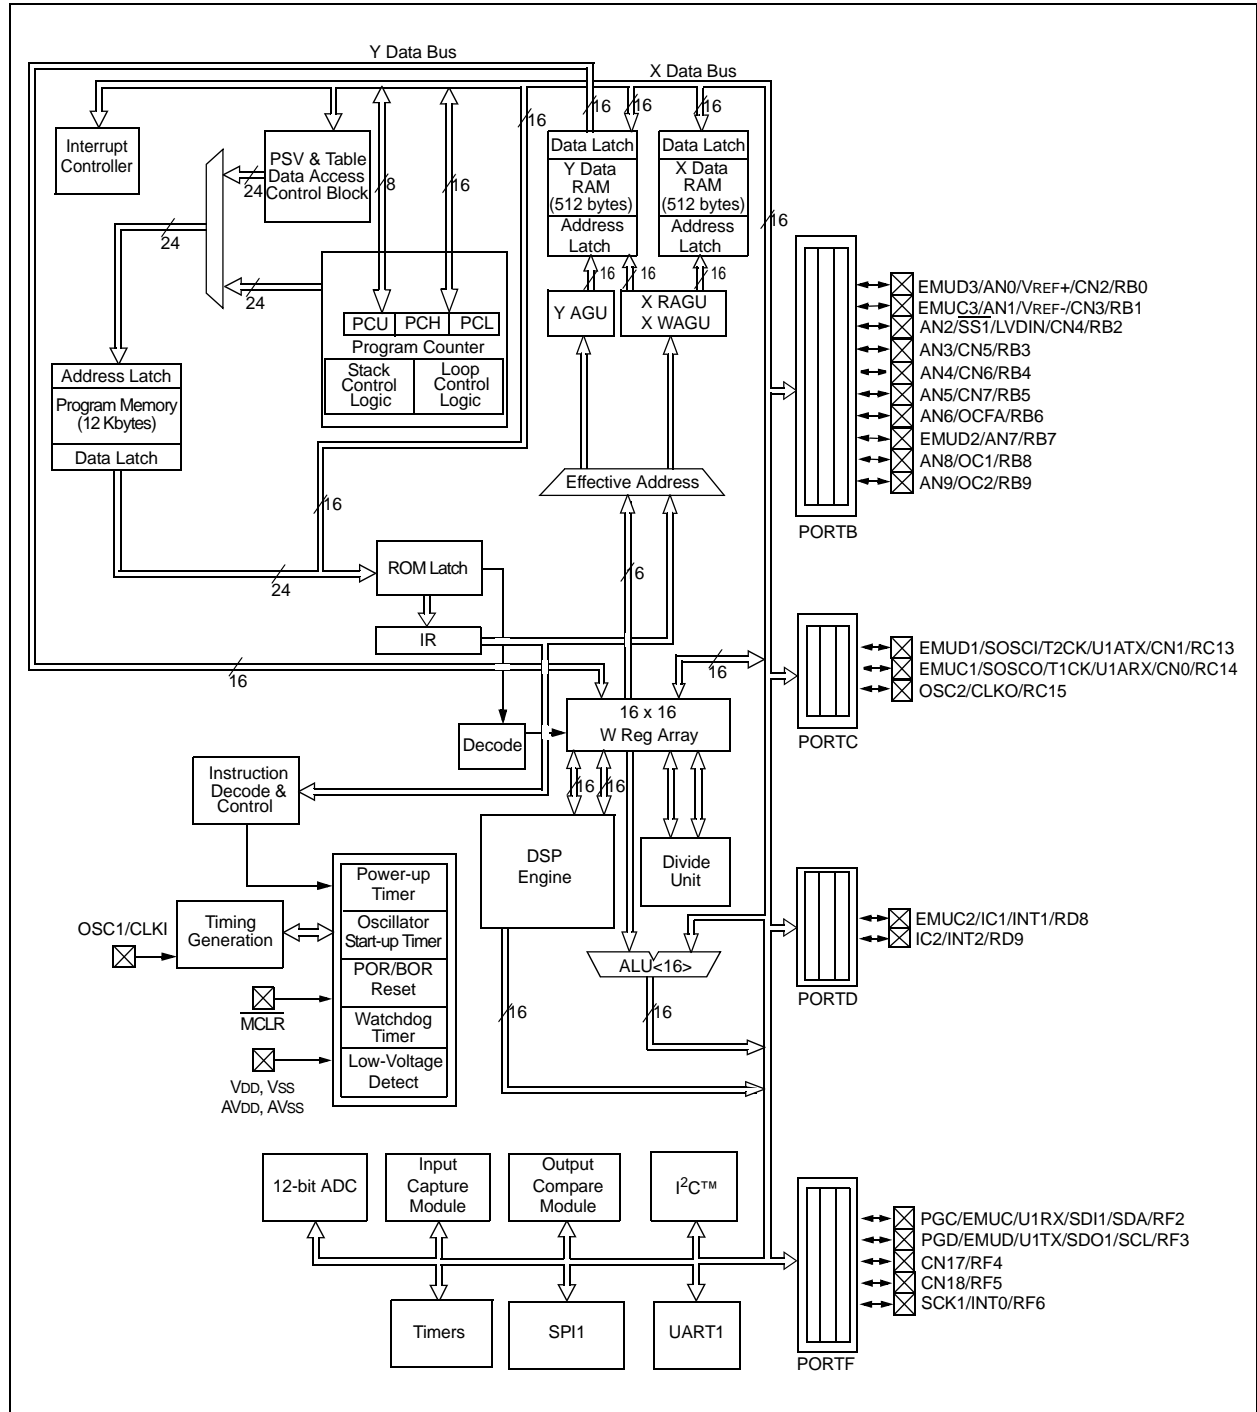 Y Data Bus
X Data Bus
16
16
16
16
Interrupt
Controller
PSV & Table
Data Access
Control Block
24
8
16
Data Latch
Y Data
RAM
(512 bytes)
Address
Latch
Data Latch
X Data
RAM
(512 bytes)
Address
Latch
16
24
24
16
16
16
Y AGU
X RAGU
X WAGU
PCU
PCH
PCL
Program Counter
Stack
Control
Logic
Loop
Control
Logic
Address Latch
Program Memory
(12 Kbytes)
Data Latch
Effective Address
16
24
ROM Latch
6
IR
16
16
16 x 16
W Reg Array
Decode
Instruction
Decode &
Control
16
16
DSP
Engine
Divide
Unit
Power-up
Timer
Oscillator
Start-up Timer
POR/BOR
Reset
Watchdog
Timer
Low-Voltage
Detect
OSC1/CLKI
Timing
Generation
MCLR
VDD, VSS
AVDD, AVSS
ALU<16>
16
16
EMUD3/AN0/VREF+/CN2/RB0
EMUC3/AN1/VREF-/CN3/RB1
AN2/SS1/LVDIN/CN4/RB2
AN3/CN5/RB3
AN4/CN6/RB4
AN5/CN7/RB5
AN6/OCFA/RB6
EMUD2/AN7/RB7
AN8/OC1/RB8
AN9/OC2/RB9
PORTB
EMUD1/SOSCI/T2CK/U1ATX/CN1/RC13
EMUC1/SOSCO/T1CK/U1ARX/CN0/RC14
OSC2/CLKO/RC15
PORTC
EMUC2/IC1/INT1/RD8
IC2/INT2/RD9
PORTD
12-bit ADC
Input
Capture
Module
Output
Compare
Module
I2C™
Timers
SPI1
UART1
PGC/EMUC/U1RX/SDI1/SDA/RF2
PGD/EMUD/U1TX/SDO1/SCL/RF3
CN17/RF4
CN18/RF5
SCK1/INT0/RF6
PORTF